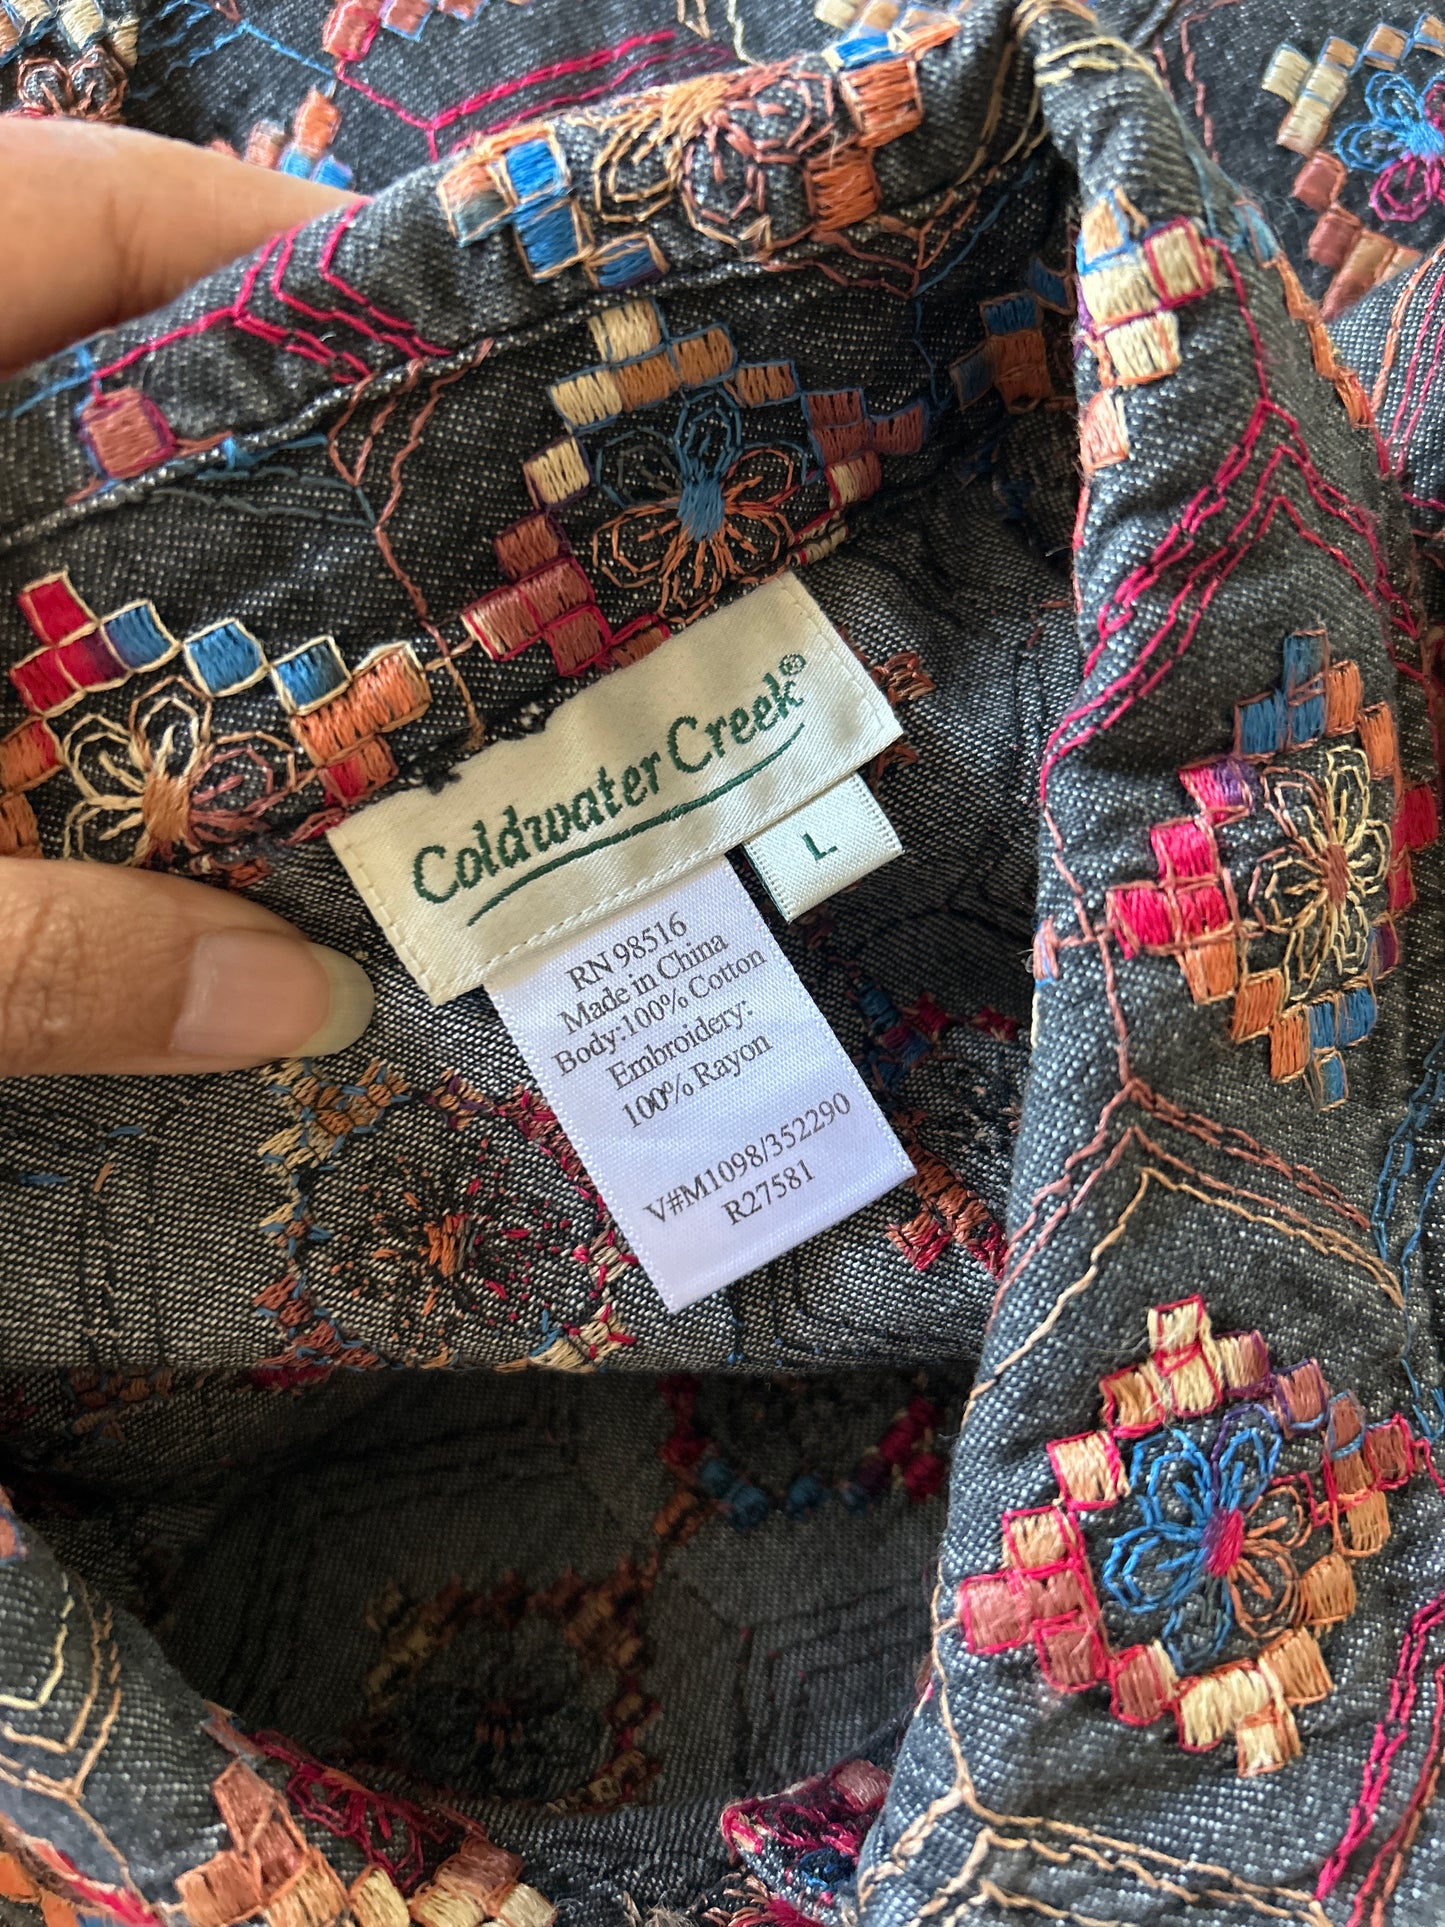 Coldwater Creek®
L
RN 98516
Made in China
Body:100% Cotton
Embroidery:
100% Rayon
V#M1098/352290
R27581